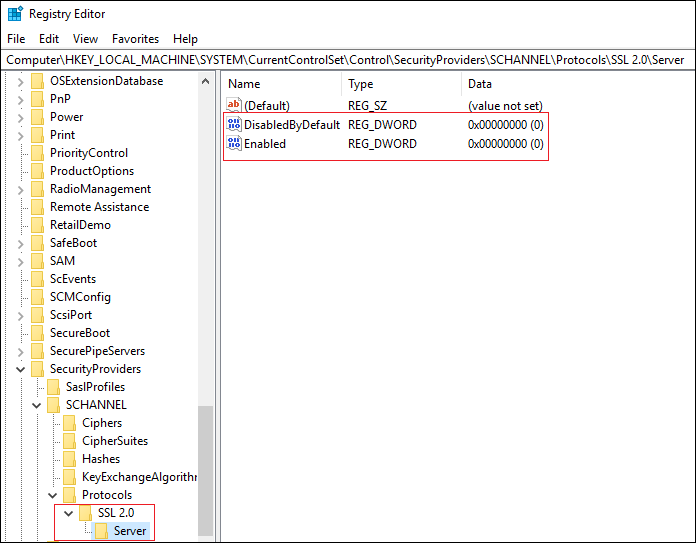 Registry Editor
File Edit View Favorites Help
Computer\HKEY_LOCAL_MACHINE\SYSTEM\CurrentControlSet\Control\SecurityProviders\SCHANNEL\Protocols\SSL 2.0\Server
OSExtensionDatabase
PnP
Power
Print
PriorityControl
ProductOptions
RadioManagement
Remote Assistance
RetailDemo
SafeBoot
SAM
ScEvents
SCMConfig
ScsiPort
SecureBoot
SecurePipeServers
SecurityProviders
SaslProfiles
SCHANNEL
Ciphers
CipherSuites
Hashes
KeyExchangeAlgorithm
Protocols
SSL 2.0
Server
Name Type Data
ab (Default) REG_SZ (value not set)
DisabledByDefault REG_DWORD 0x00000000 (0)
Enabled REG_DWORD 0x00000000 (0)